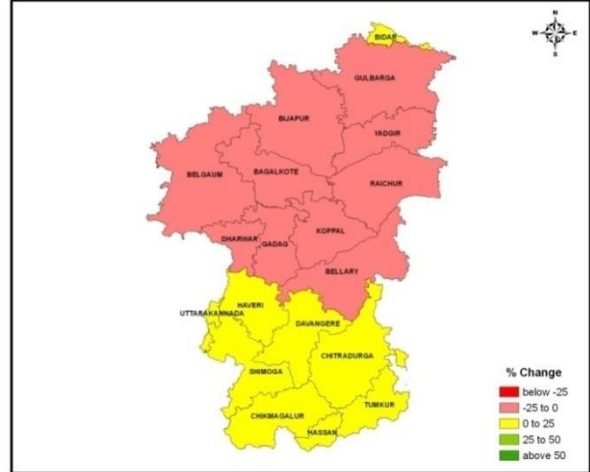 N
W E
S
BIDAR
GULBARGA
BIJAPUR
YADGIR
BELGAUM
BAGALKOTE
RAICHUR
KOPPAL
DHARWAR
GADAG
BELLARY
HAVERI
UTTARAKANNADA
DAVANGERE
CHITRADURGA
SHIMOGA
TUMKUR
CHIKMAGALUR
HASSAN
% Change
below -25
-25 to 0
0 to 25
25 to 50
above 50